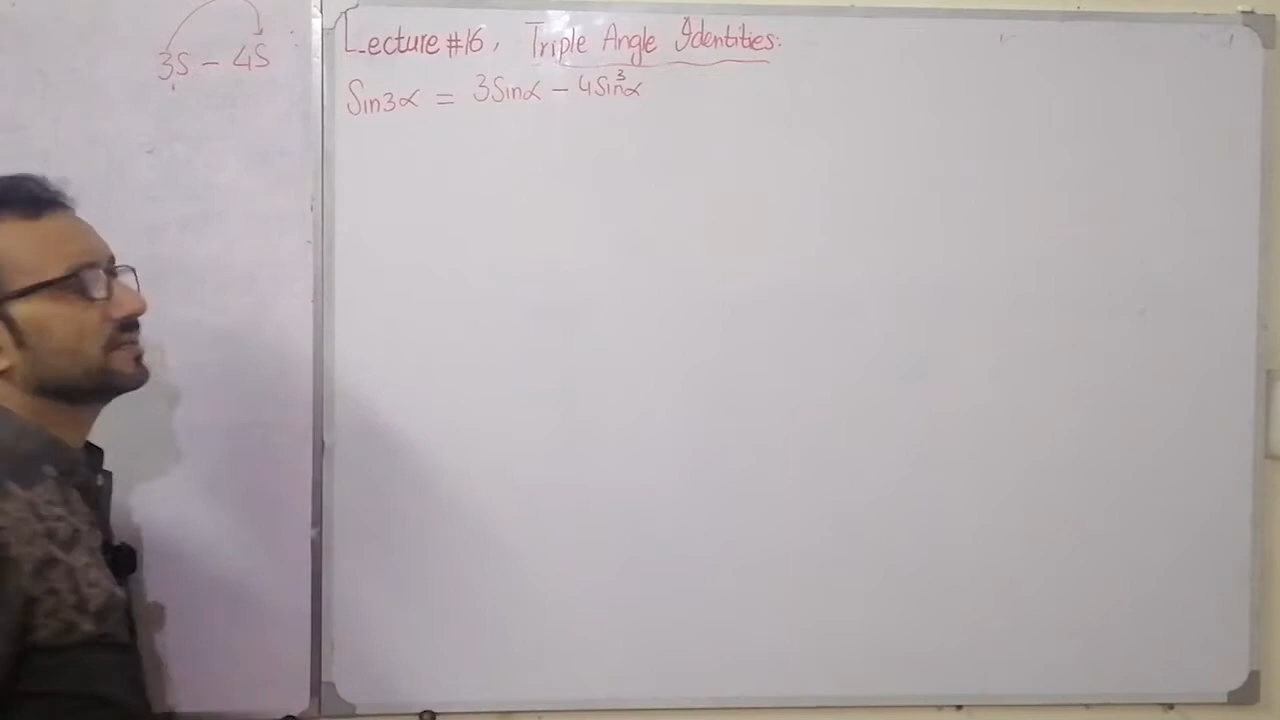 3S - 4S
Lecture #16, Triple Angle Identities:
Sin3α = 3Sinα - 4Sin³α